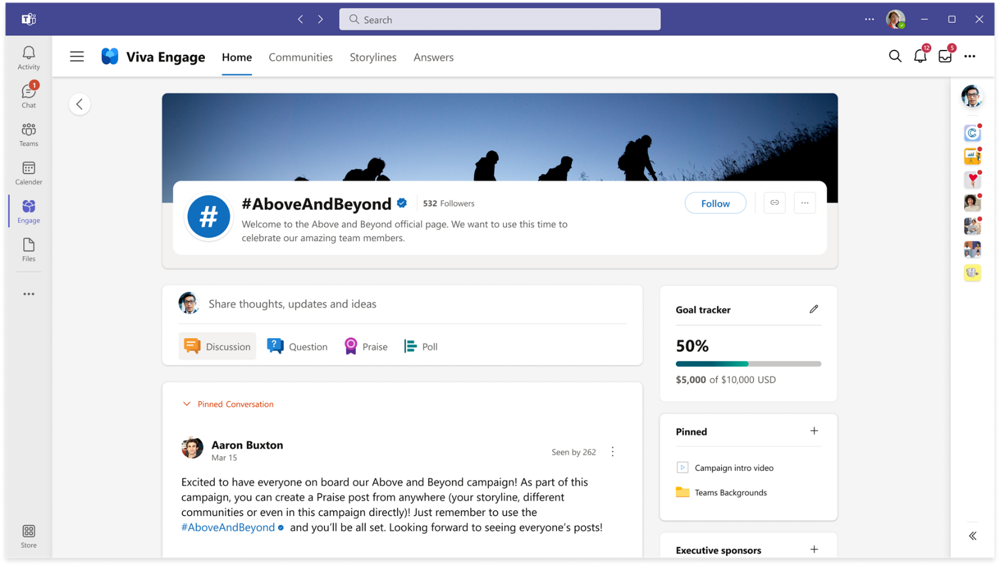 Search
Activity
1
Chat
Teams
Calender
Engage
Files
Store
Viva Engage
Home
Communities
Storylines
Answers
12
5
#
#AboveAndBeyond
532 Followers
Follow
Welcome to the Above and Beyond official page. We want to use this time to
celebrate our amazing team members.
Share thoughts, updates and ideas
Discussion
? Question
Praise
Poll
Pinned Conversation
Aaron Buxton
Mar 15
Seen by 262
Excited to have everyone on board our Above and Beyond campaign! As part of this
campaign, you can create a Praise post from anywhere (your storyline, different
communities or even in this campaign directly)! Just remember to use the
#AboveAndBeyond and you’ll be all set. Looking forward to seeing everyone’s posts!
Goal tracker
50%
$5,000 of $10,000 USD
Pinned
Campaign intro video
Teams Backgrounds
Executive sponsors